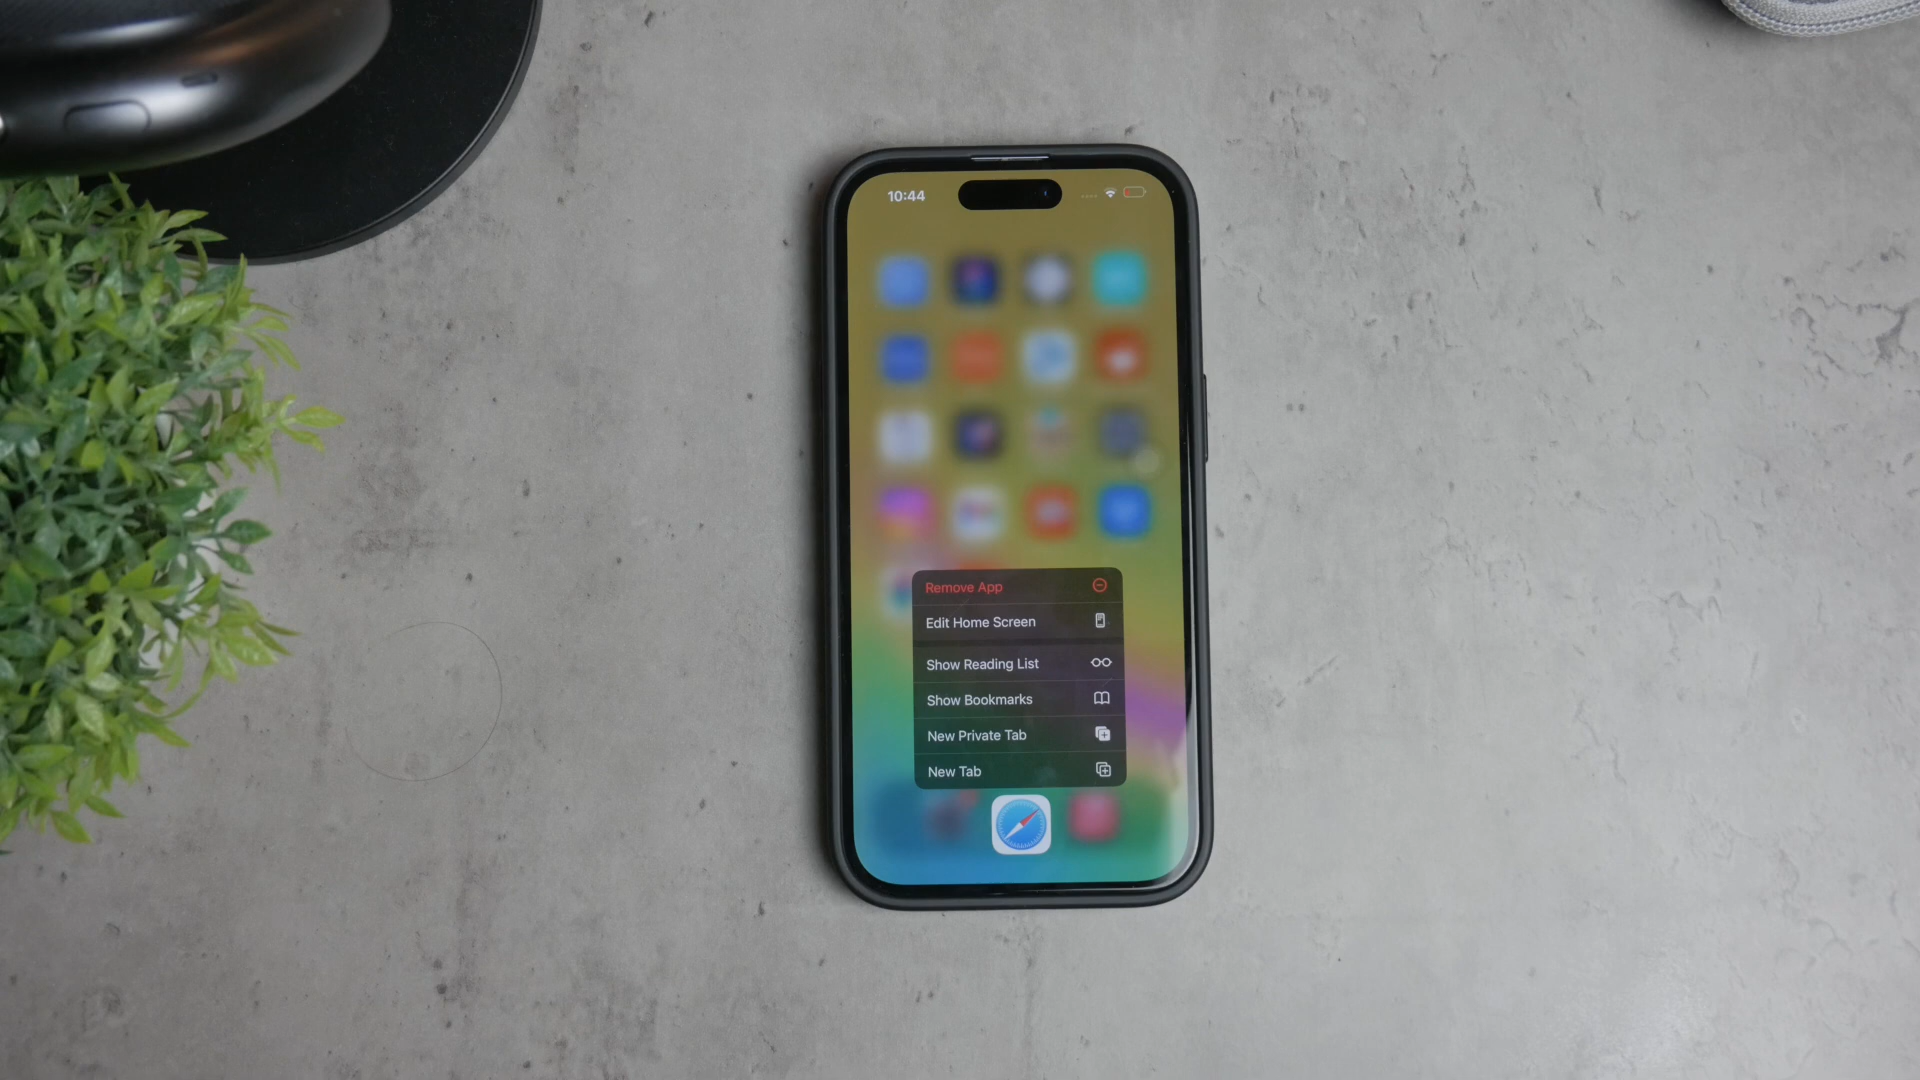 10:44
Remove App
Edit Home Screen
Show Reading List
Show Bookmarks
New Private Tab
New Tab